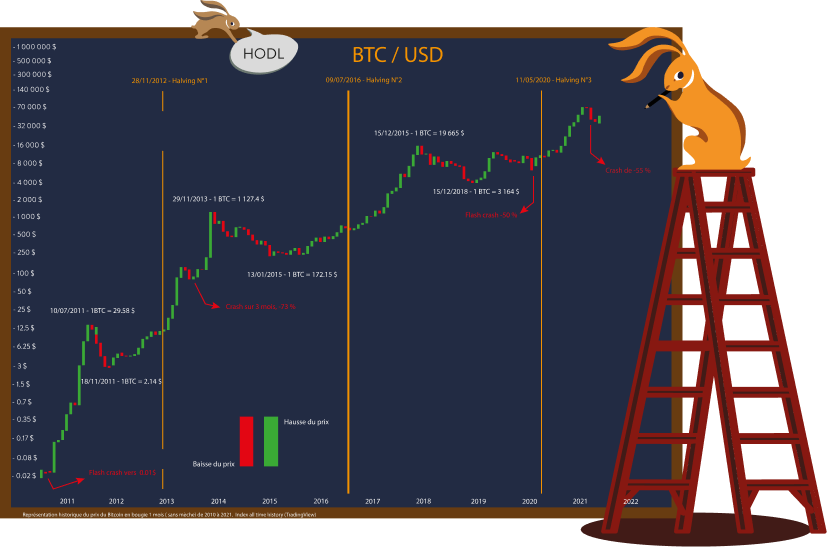 HODL
BTC / USD
- 1 000 000 $
- 500 000 $
- 300 000 $
- 140 000 $
- 70 000 $
- 32 000 $
- 16 000 $
- 8 000 $
- 4 000 $
- 2 000 $
- 1 000 $
- 500 $
- 250 $
- 100 $
- 50 $
- 25 $
- 12.5 $
- 6.25 $
- 3 $
- 1.5 $
- 0.7 $
- 0.35 $
- 0.17 $
- 0.08 $
- 0.02 $
28/11/2012 - Halving N°1
09/07/2016 - Halving N°2
11/05/2020 - Halving N°3
15/12/2015 - 1 BTC = 19 665 $
Crash de -55 %
15/12/2018 - 1 BTC = 3 164 $
29/11/2013 - 1 BTC = 1 127.4 $
Flash crash -50 %
13/01/2015 - 1 BTC = 172.15 $
Crash sur 3 mois, -73 %
10/07/2011 - 1BTC = 29.58 $
18/11/2011 - 1BTC = 2.14 $
Hausse du prix
Baisse du prix
Flash crash vers 0.01$
2011 2012 2013 2014 2015 2016 2017 2018 2019 2020 2021 2022
Représentation historique du prix du Bitcoin en bougie 1 mois ( sans mèche) de 2010 à 2021. Index all time history (TradingView)